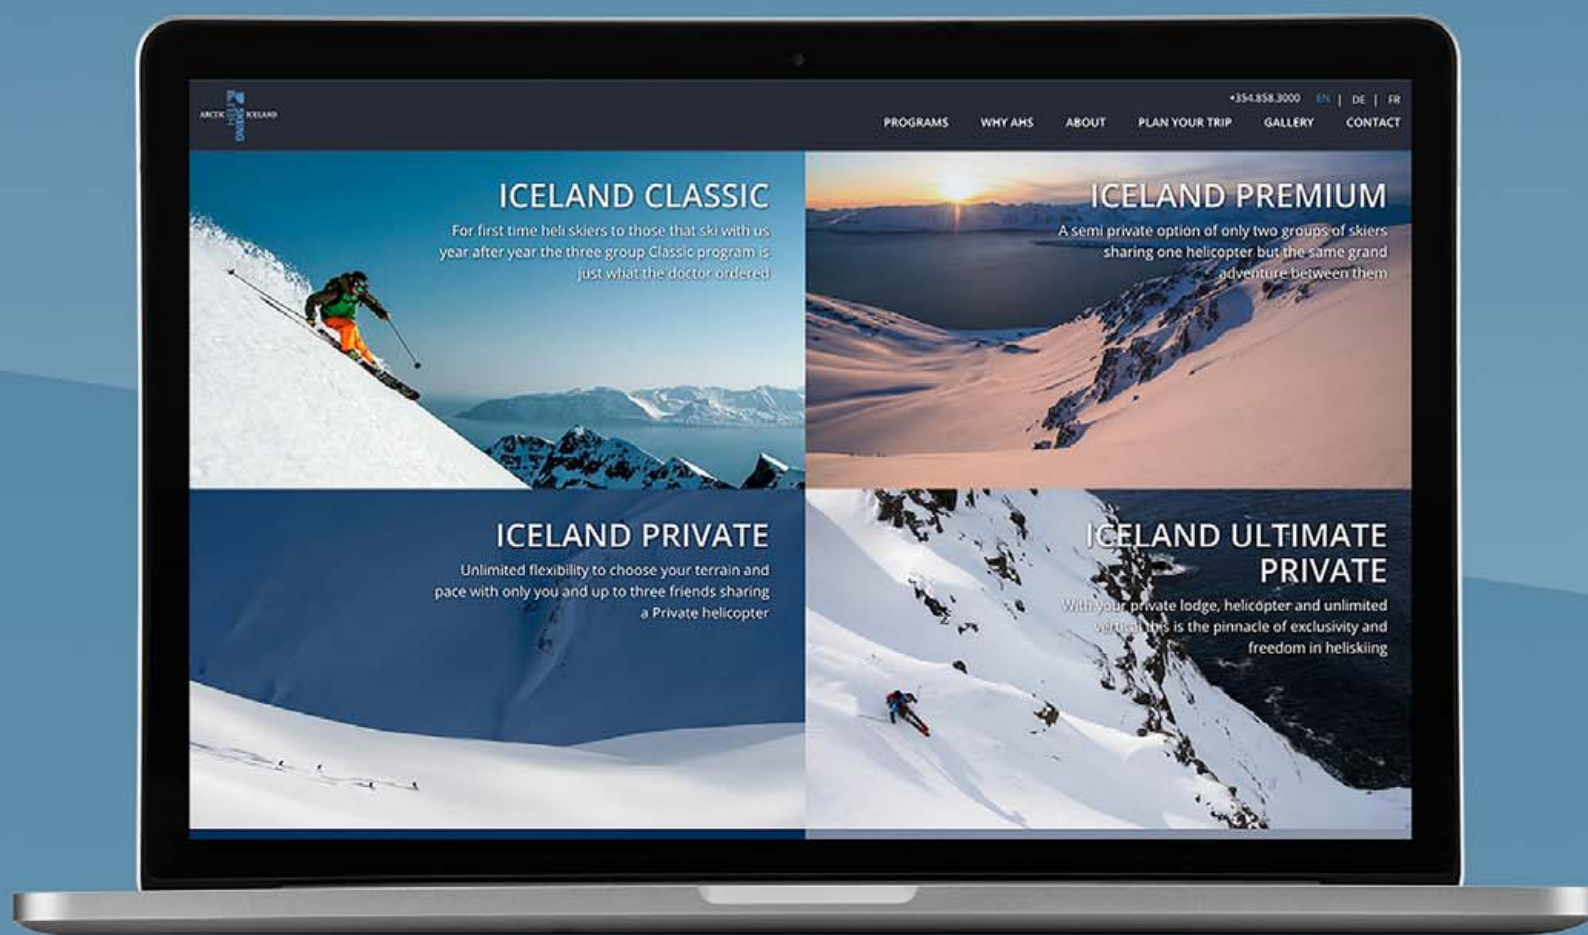 ARCTIC HELI SKIING ICELAND
+354.858.3000 EN | DE | FR
PROGRAMS WHY AHS ABOUT PLAN YOUR TRIP GALLERY CONTACT
ICELAND CLASSIC
For first time heli skiers to those that ski with us
year after year the three group Classic program is
just what the doctor ordered
ICELAND PREMIUM
A semi private option of only two groups of skiers
sharing one helicopter but the same grand
adventure between them
ICELAND PRIVATE
Unlimited flexibility to choose your terrain and
pace with only you and up to three friends sharing
a Private helicopter
ICELAND ULTIMATE
PRIVATE
With your private lodge, helicopter and unlimited
vertical this is the pinnacle of exclusivity and
freedom in heliskiing